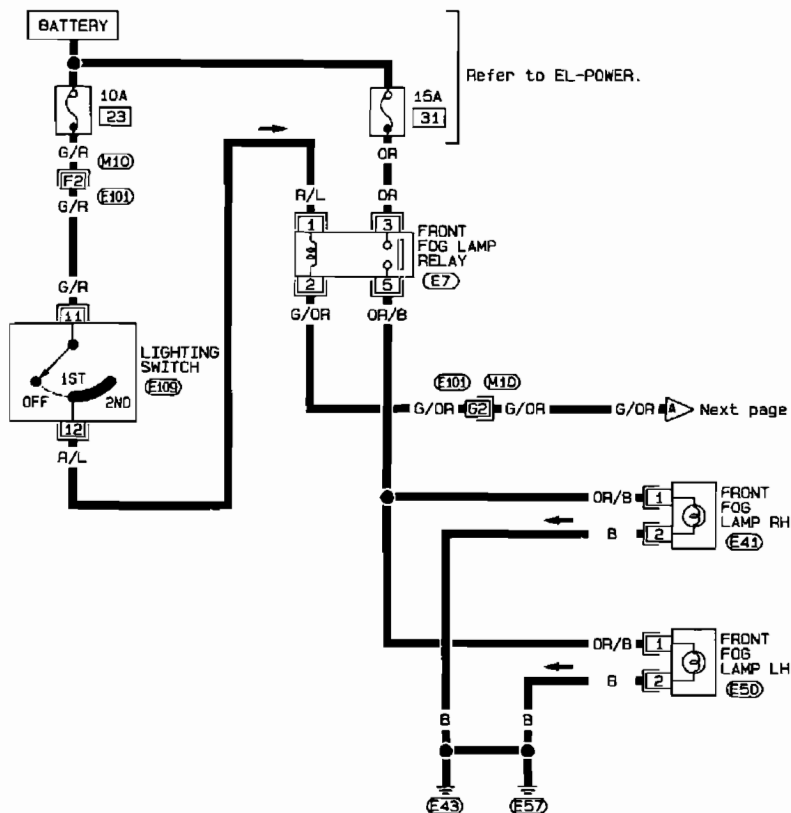 BATTERY
Refer to EL-POWER.
10A
23
15A
31
G/R
M10
F2
E101
G/R
OR
R/L
OR
1
3
FRONT
FOG LAMP
RELAY
E7
2
5
G/OR
OR/B
G/R
11
LIGHTING
SWITCH
E109
OFF
1ST
2ND
12
R/L
E101
M10
G/OR
G2
G/OR
G/OR
A
Next page
OR/B
1
FRONT
FOG
LAMP RH
E41
B
2
OR/B
1
FRONT
FOG
LAMP LH
E50
B
2
B
B
E43
E57